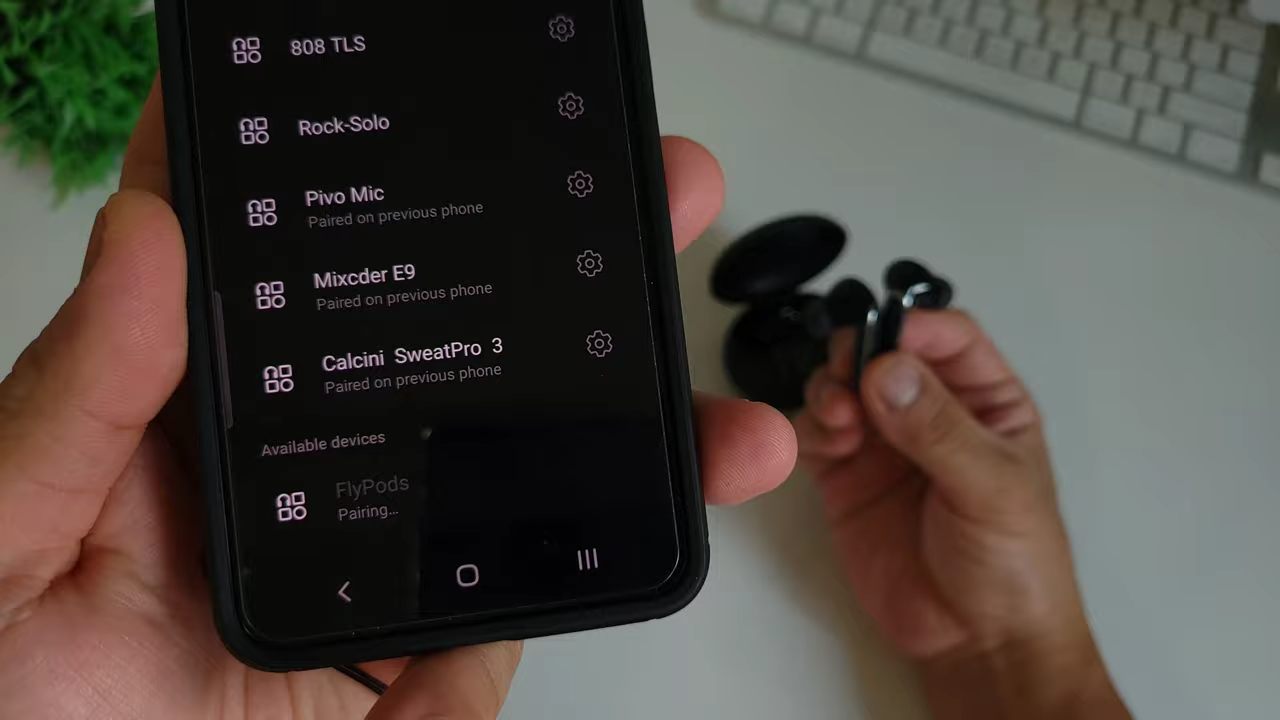 808 TLS
Rock-Solo
Pivo Mic
Paired on previous phone
Mixcder E9
Paired on previous phone
Calcini SweatPro 3
Paired on previous phone
Available devices
FlyPods
Pairing...